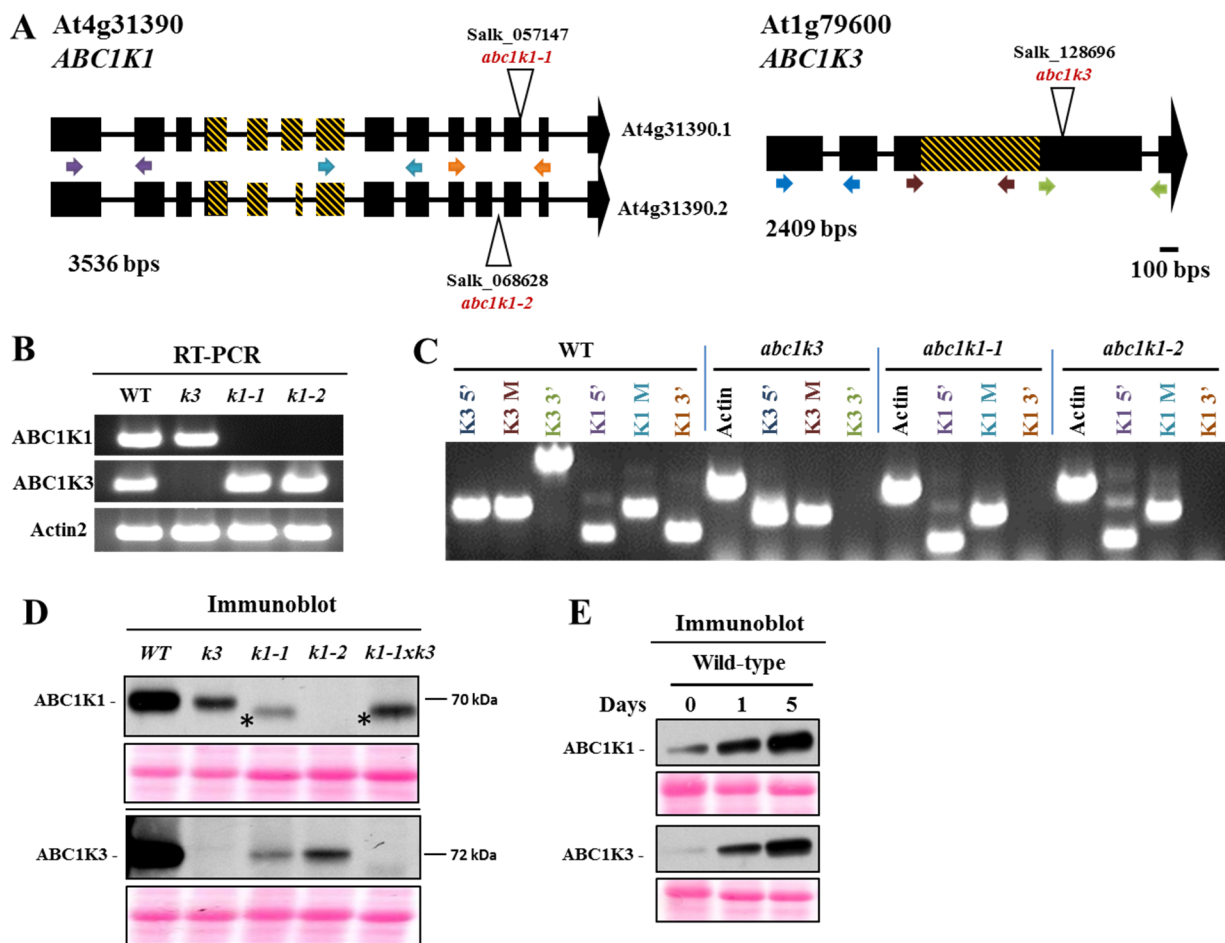 A
At4g31390
ABC1K1
Salk_057147
abc1k1-1
At4g31390.1
At4g31390.2
3536 bps
Salk_068628
abc1k1-2
At1g79600
ABC1K3
Salk_128696
abc1k3
2409 bps
100 bps
B
RT-PCR
WT k3 k1-1 k1-2
ABC1K1
ABC1K3
Actin2
C
WT abc1k3 abc1k1-1 abc1k1-2
K3 5' K3 M K3 3' K1 5' K1 M K1 3' Actin K3 5' K3 M K3 3' Actin K1 5' K1 M K1 3' Actin K1 5' K1 M K1 3'
D
Immunoblot
WT k3 k1-1 k1-2 k1-1xk3
ABC1K1 - * * 70 kDa
ABC1K3 - 72 kDa
E
Immunoblot
Wild-type
Days 0 1 5
ABC1K1 -
ABC1K3 -